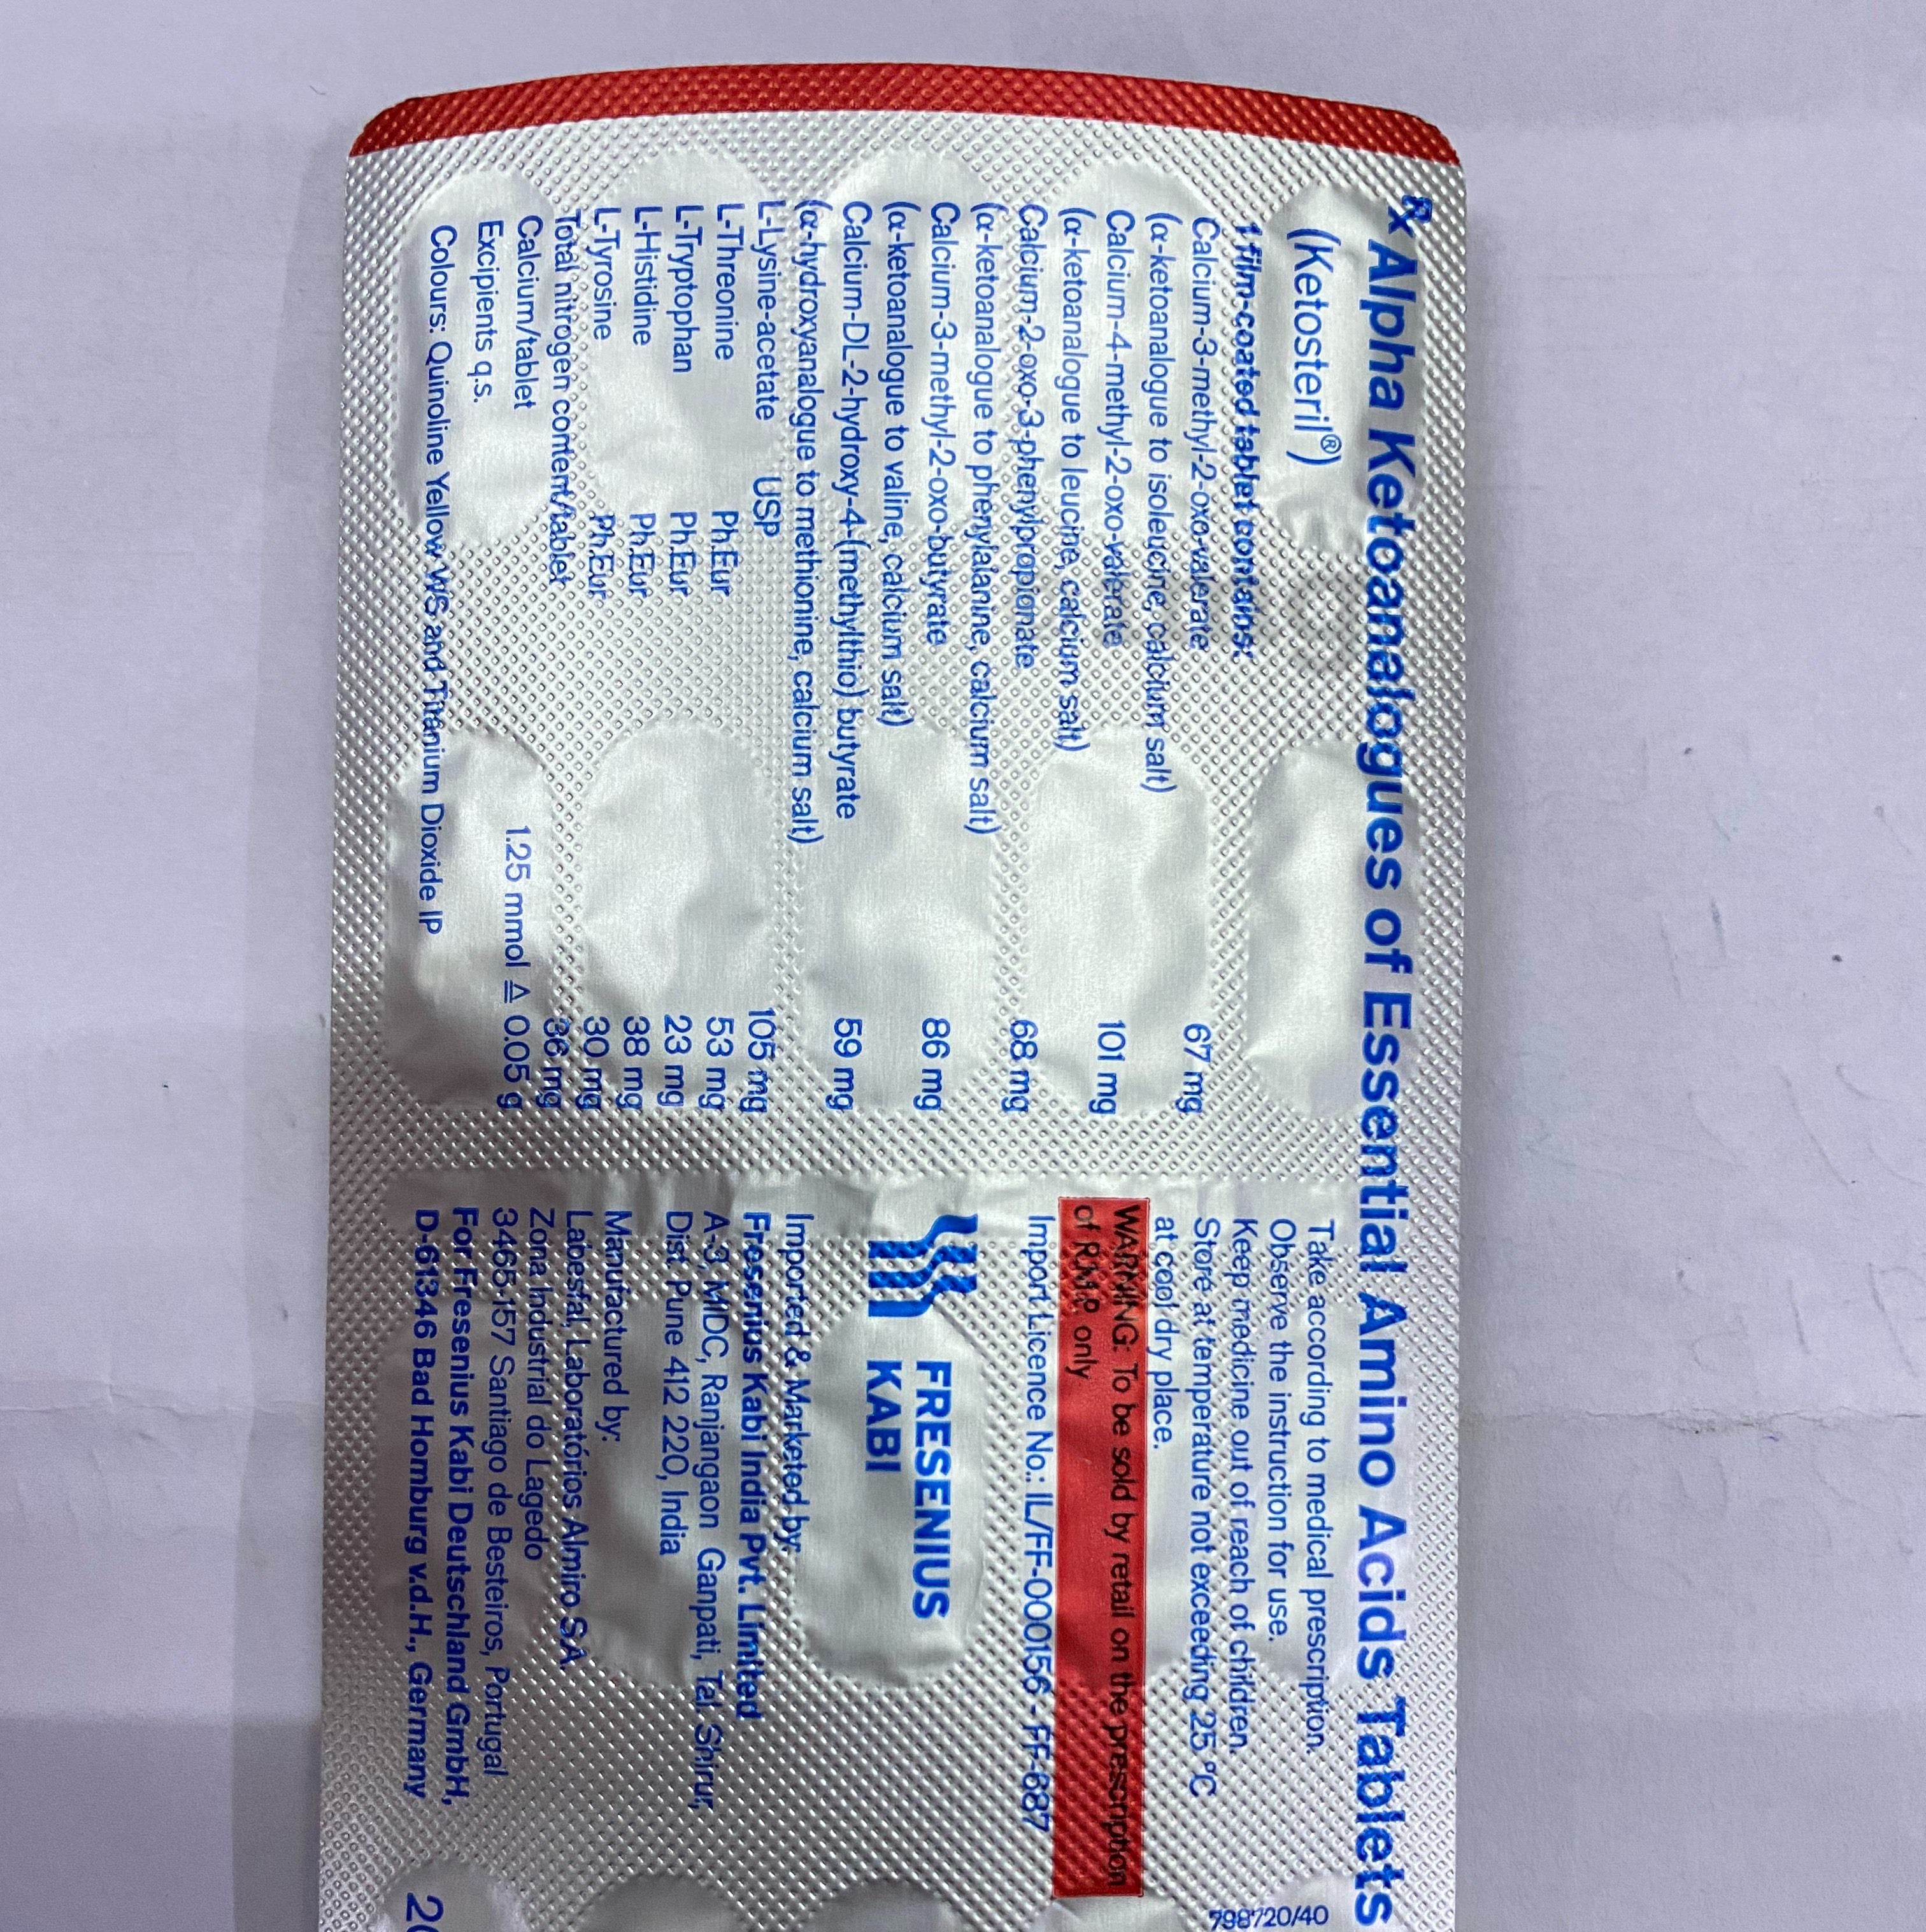 Rx Alpha Ketoanalogues of Essential Amino Acids Tablets
(Ketosteril®)
1 film-coated tablet contains:
Calcium-3-methyl-2-oxo-valerate 67 mg
(α-ketoanalogue to isoleucine, calcium salt)
Calcium-4-methyl-2-oxo-valerate 101 mg
(α-ketoanalogue to leucine, calcium salt)
Calcium-2-oxo-3-phenylpropionate 68 mg
(α-ketoanalogue to phenylalanine, calcium salt)
Calcium-3-methyl-2-oxo-butyrate 86 mg
(α-ketoanalogue to valine, calcium salt)
Calcium-DL-2-hydroxy-4-(methylthio) butyrate 59 mg
(α-hydroxyanalogue to methionine, calcium salt)
L-Lysine-acetate USP 105 mg
L-Threonine Ph.Eur 53 mg
L-Tryptophan Ph.Eur 23 mg
L-Histidine Ph.Eur 38 mg
L-Tyrosine Ph.Eur 30 mg
Total nitrogen content/tablet 36 mg
Calcium/tablet 1.25 mmol ≙ 0.05 g
Excipients q.s.
Colours: Quinoline Yellow WS and Titanium Dioxide IP
Take according to medical prescription.
Observe the instruction for use.
Keep medicine out of reach of children.
Store at temperature not exceeding 25 °C
at cool dry place.
WARNING: To be sold by retail on the prescription
of R.M.P. only
Import Licence No.: IL/FF-000156 - FF-687
FRESENIUS
KABI
Imported & Marketed by:
Fresenius Kabi India Pvt. Limited
A-3, MIDC, Ranjangaon Ganpati, Tal. Shirur,
Dist. Pune 412 220, India
Manufactured by:
Labesfal, Laboratórios Almiro SA.
Zona Industrial do Lagedo
3465-157 Santiago de Besteiros, Portugal
For Fresenius Kabi Deutschland GmbH,
D-61346 Bad Homburg v.d.H., Germany
798720/40